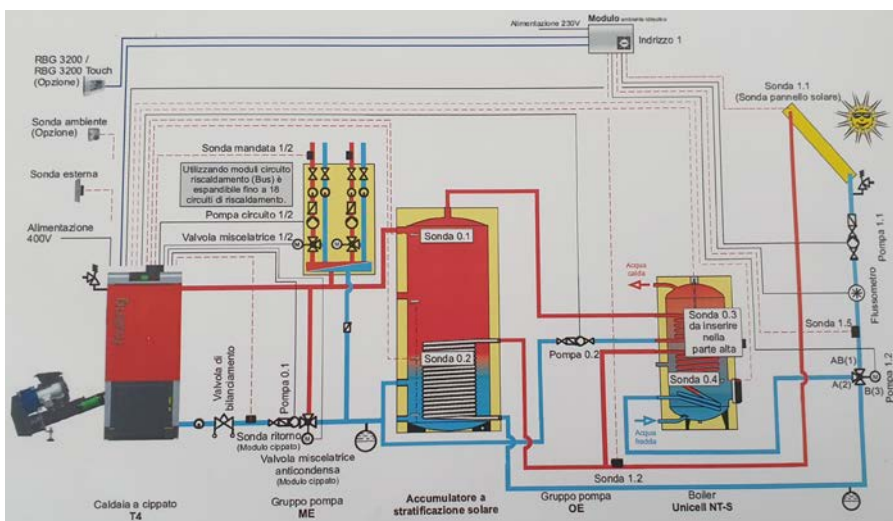 Alimentazione 230V
Modulo ambiente idraulico
Indrizzo 1
RBG 3200 /
RBG 3200 Touch
(Opzione)
Sonda 1.1
(Sonda pannello solare)
Sonda ambiente
(Opzione)
Sonda mandata 1/2
Utilizzando moduli circuito
riscaldamento (Bus) è
espandibile fino a 18
circuiti di riscaldamento.
Sonda esterna
Pompa circuito 1/2
Alimentazione
400V
Valvola miscelatrice 1/2
Sonda 0.1
Pompa 1.1
Acqua
calda
Flussometro
Sonda 0.3
da inserire
nella
parte alta
Sonda 1.5
froling
Sonda 0.2
Pompa 0.2
Sonda 0.4
AB(1)
A(2)
B(3)
Pompa 1.2
Valvola di
bilanciamento
Pompa 0.1
Acqua
fredda
Sonda ritorno
(Modulo cippato)
Valvola miscelatrice
anticondensa
(Modulo cippato)
Sonda 1.2
Caldaia a cippato
T4
Gruppo pompa
ME
Accumulatore a
stratificazione solare
Gruppo pompa
OE
Boiler
Unicell NT-S